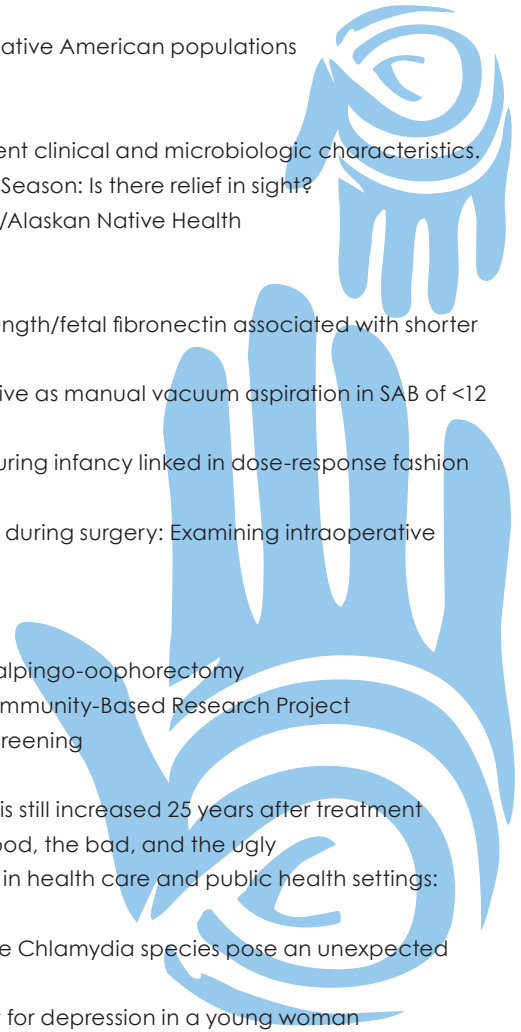 ative American populations
ent clinical and microbiologic characteristics.
Season: Is there relief in sight?
/Alaskan Native Health
ength/fetal fibronectin associated with shorter
ive as manual vacuum aspiration in SAB of <12
uring infancy linked in dose-response fashion
during surgery: Examining intraoperative
alpingo-oophorectomy
mmunity-Based Research Project
reening
is still increased 25 years after treatment
ood, the bad, and the ugly
in health care and public health settings:
e Chlamydia species pose an unexpected
for depression in a young woman